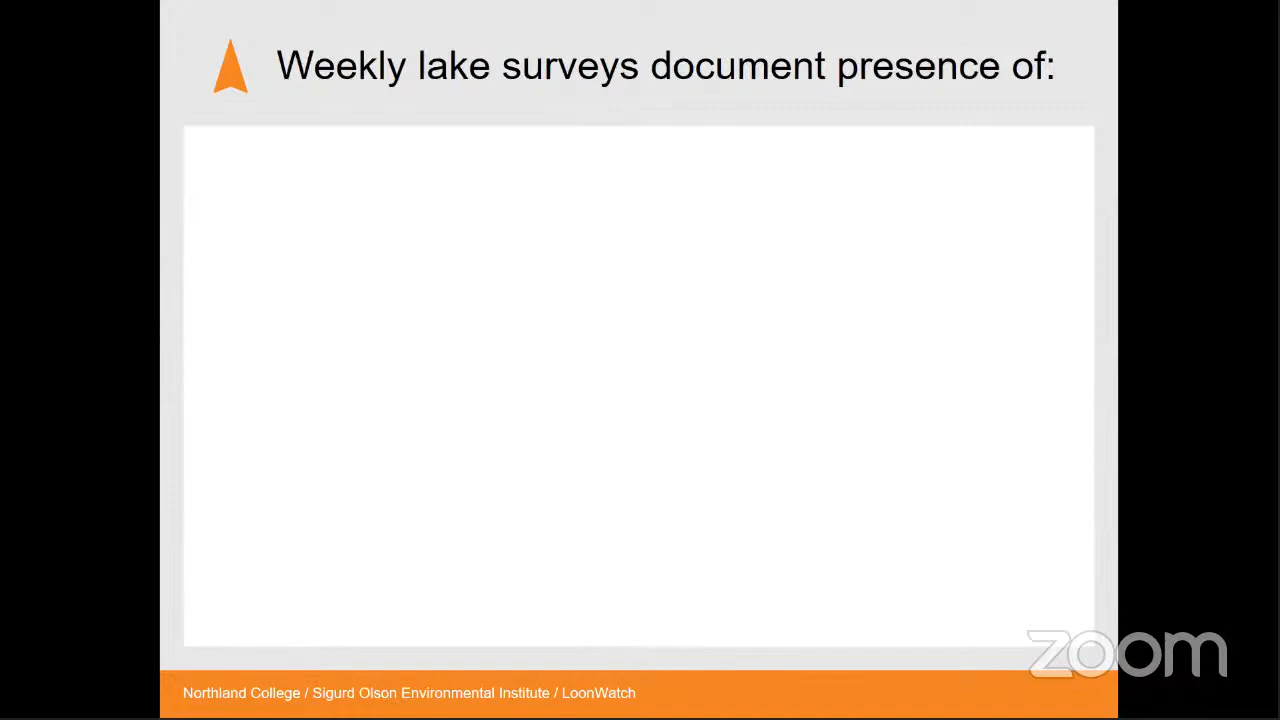 Weekly lake surveys document presence of:
zoom
Northland College / Sigurd Olson Environmental Institute / LoonWatch